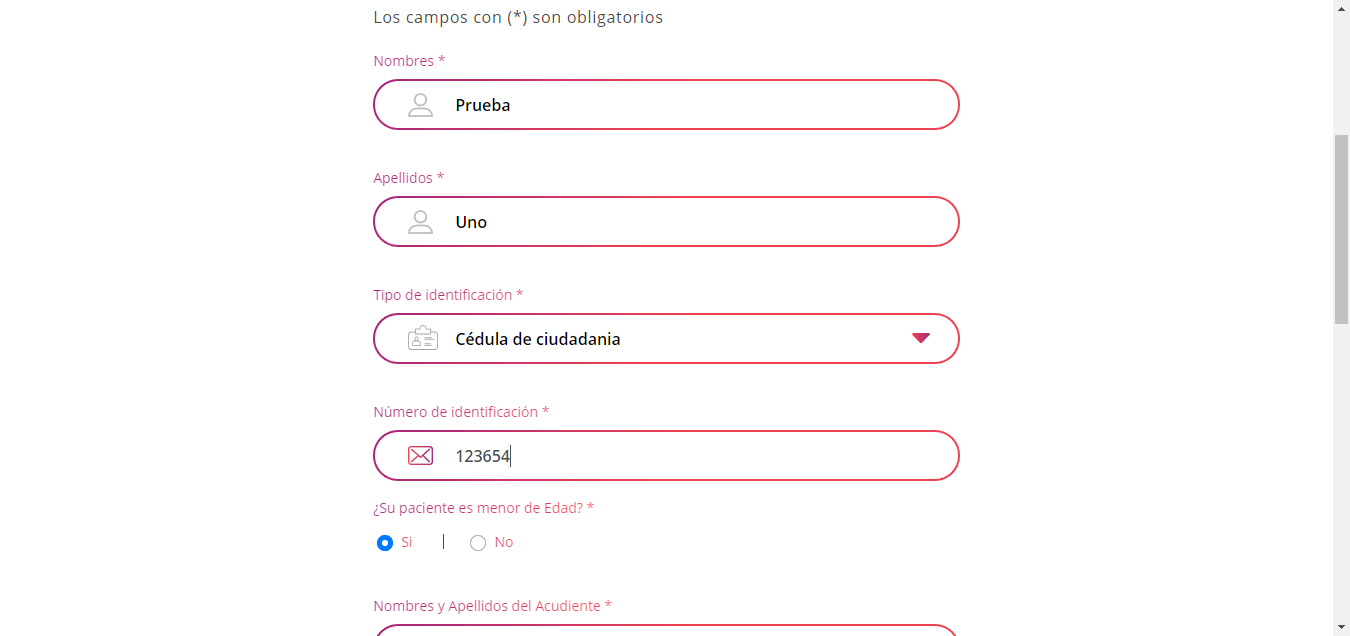 Los campos con (*) son obligatorios
Nombres *
Prueba
Apellidos *
Uno
Tipo de identificación *
Cédula de ciudadania
Número de identificación *
123654
¿Su paciente es menor de Edad? *
Si | No
Nombres y Apellidos del Acudiente *